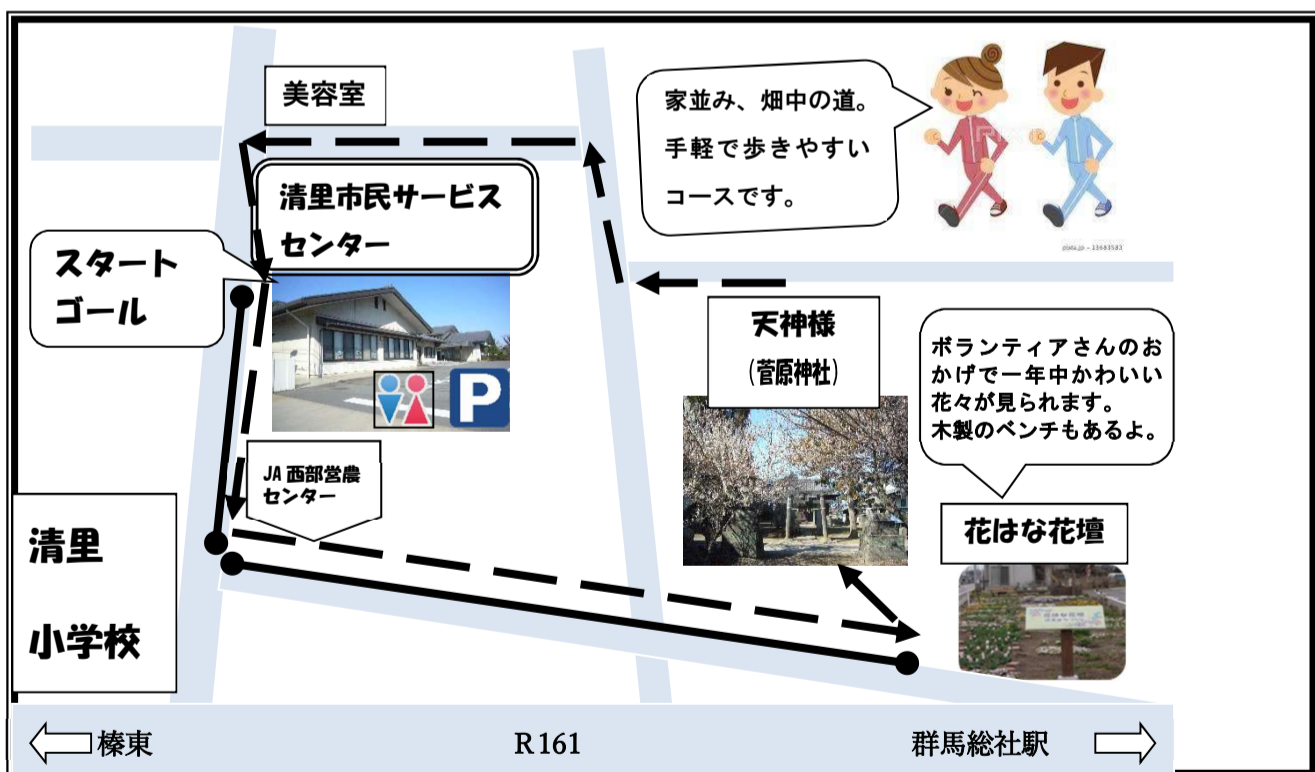 美容室
家並み、畑中の道。
手軽で歩きやすい
コースです。
清里市民サービス
センター
スタート
ゴール
P
天神様
（菅原神社）
ボランティアさんのお
かげで一年中かわいい
花々が見られます。
木製のベンチもあるよ。
JA 西部営農
センター
花はな花壇
清里
小学校
榛東
R161
群馬総社駅